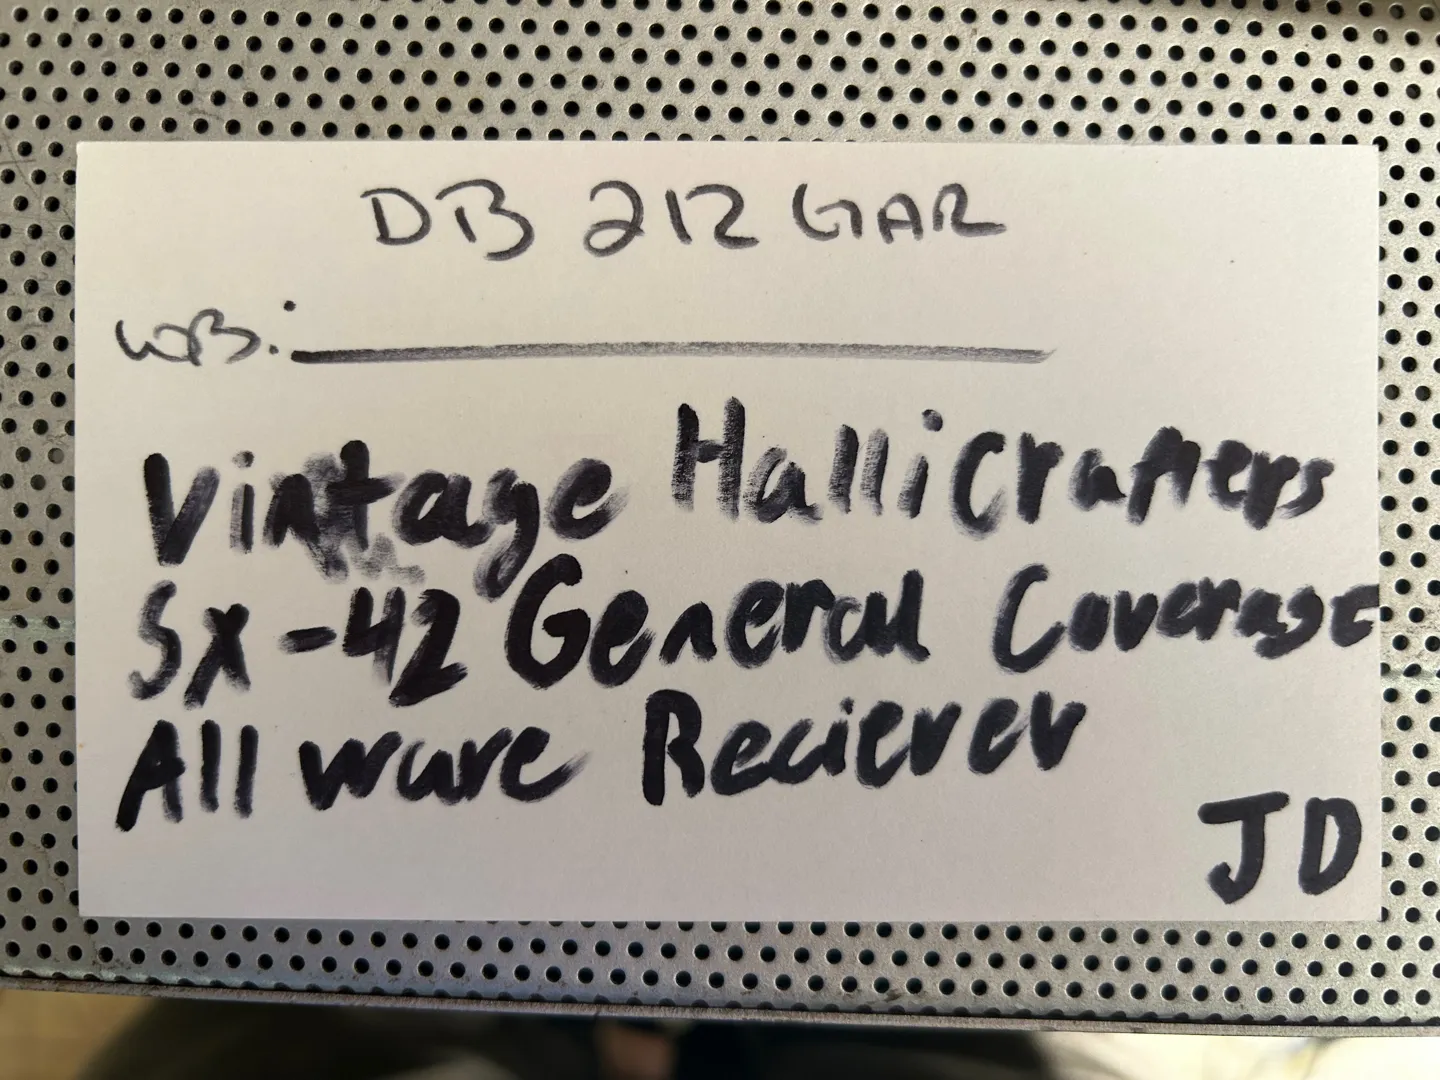 DB 212 GAR
WB:
Vintage Hallicrafters
SX-42 General Coverage
All wave Reciever
JD